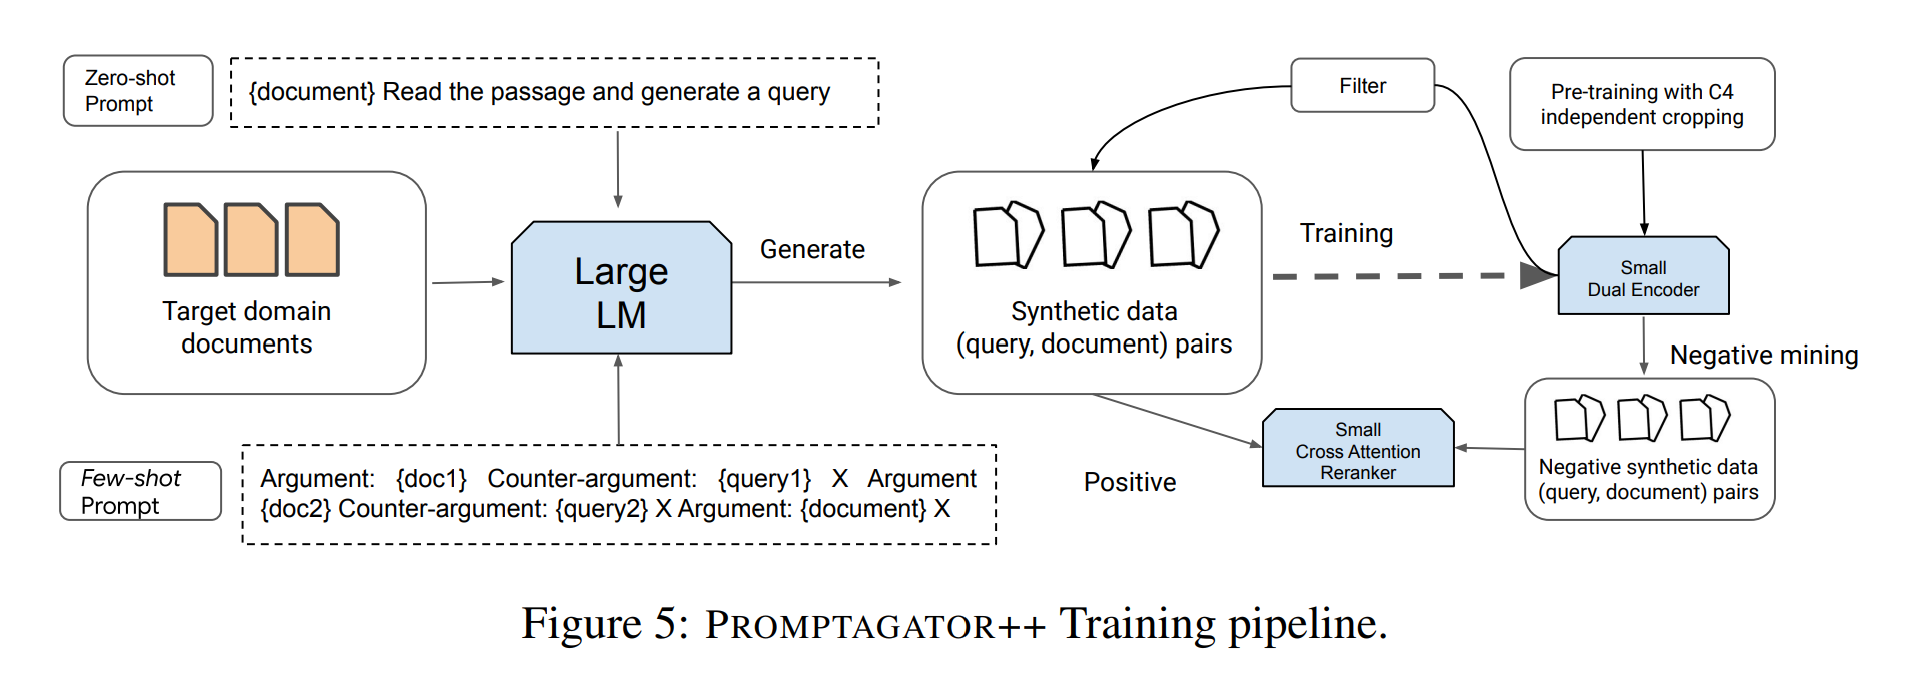 Zero-shot
Prompt
{document} Read the passage and generate a query
Filter
Pre-training with C4
independent cropping
Target domain
documents
Large
LM
Generate
Synthetic data
(query, document) pairs
Training
Small
Dual Encoder
Negative mining
Few-shot
Prompt
Argument: {doc1} Counter-argument: {query1} X Argument
{doc2} Counter-argument: {query2} X Argument: {document} X
Positive
Small
Cross Attention
Reranker
Negative synthetic data
(query, document) pairs
Figure 5: PROMPTAGATOR++ Training pipeline.